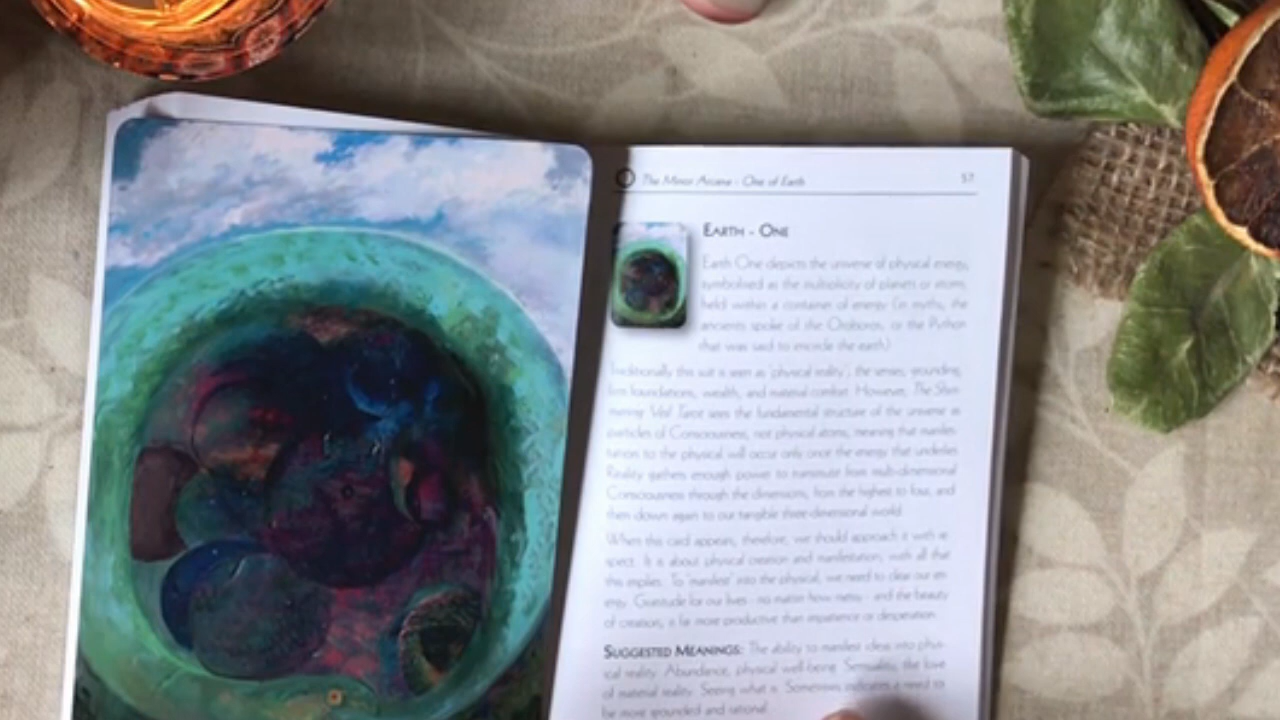 The Minor Arcana - One of Earth 57
EARTH - ONE
Earth One depicts the universe of physical energy,
symbolised as the multiplicity of planets or atoms,
held within a container of energy (in myths, the
ancients spoke of the Oroboros, or the Python
that was said to encircle the earth).
Traditionally this suit is seen as 'physical reality'; the senses, grounding,
firm foundations, wealth, and material comfort. However, The Shim-
mering Veil Tarot sees the fundamental structure of the universe as
particles of Consciousness, not physical atoms, meaning that manifes-
tation to the physical will occur only once the energy that underlies
Reality gathers enough power to transmute from multi-dimensional
Consciousness through the dimensions, from the highest to four, and
then down again to our tangible three-dimensional world.
When this card appears, therefore, we should approach it with re-
spect. It is about physical creation and manifestation, with all that
this implies. To 'manifest' into the physical, we need to clear our en-
ergy. Gratitude for our lives - no matter how messy - and the beauty
of creation, is far more productive than impatience or desperation.
SUGGESTED MEANINGS: The ability to manifest ideas into phys-
ical reality. Abundance, physical well-being. Sensuality, the love
of material reality. Seeing what is. Sometimes indicates a need to
be more grounded and rational.